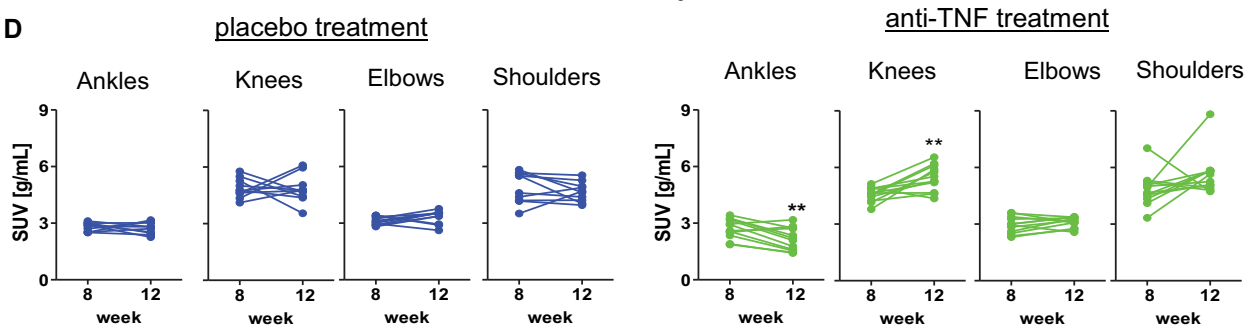 D
placebo treatment
anti-TNF treatment
Ankles Knees Elbows Shoulders
Ankles Knees Elbows Shoulders
SUV [g/mL]
9
6
3
0
8 12 8 12 8 12 8 12
week week week week
SUV [g/mL]
9
6
3
0
**
**
8 12 8 12 8 12 8 12
week week week week